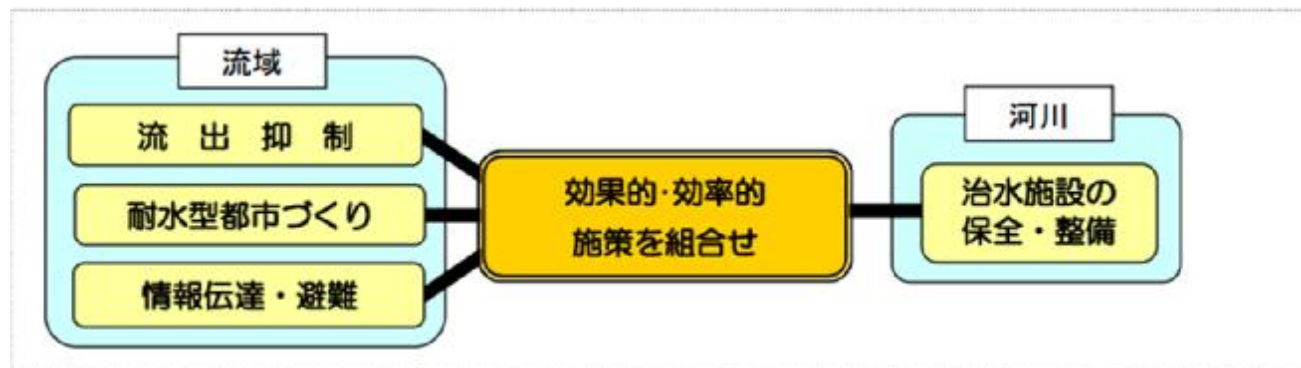 流域
流出抑制
耐水型都市づくり
情報伝達・避難
効果的・効率的
施策を組合せ
河川
治水施設の
保全・整備